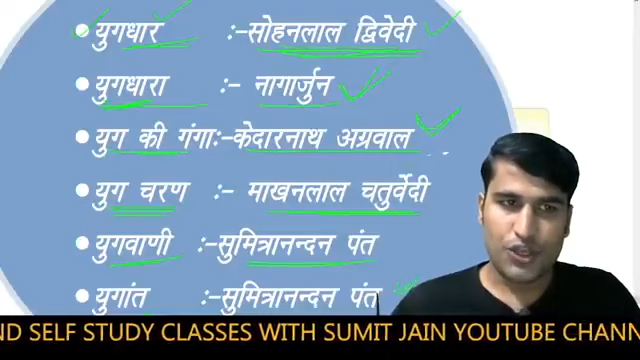 युगधार :-सोहनलाल द्विवेदी
युगधारा :- नागार्जुन
युग की गंगाः-केदारनाथ अग्रवाल
युग चरण :- माखनलाल चतुर्वेदी
युगवाणी :-सुमित्रानन्दन पंत
युगांत :-सुमित्रानन्दन पंत
ND SELF STUDY CLASSES WITH SUMIT JAIN YOUTUBE CHANN